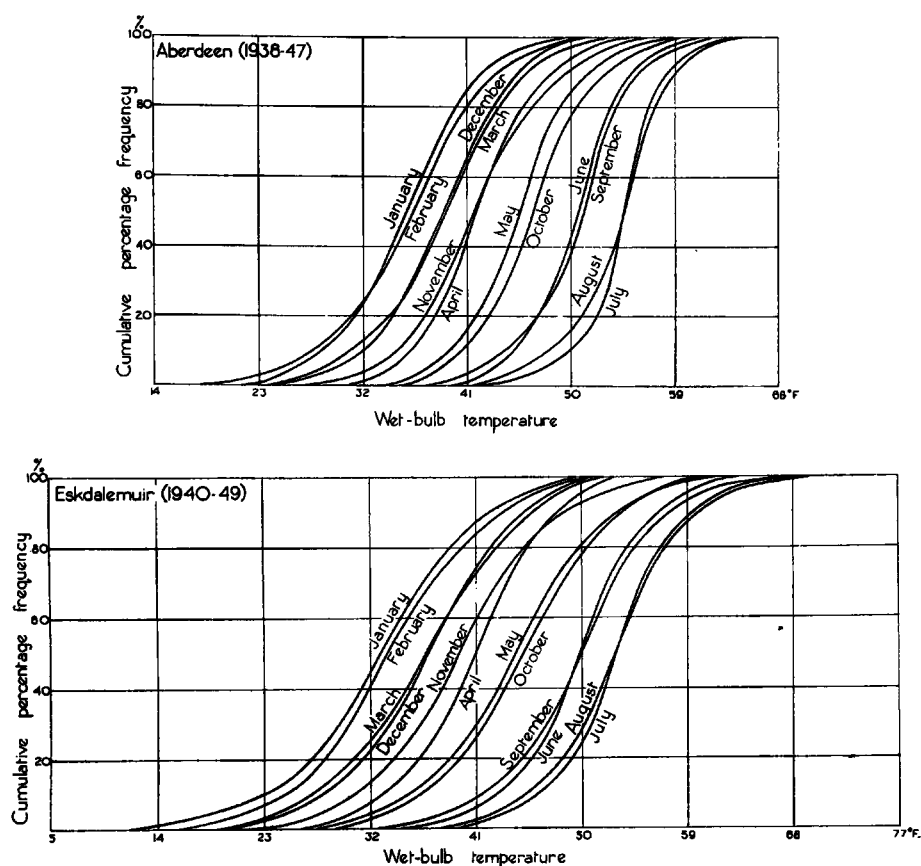 %
100
Aberdeen (1938-47)
80
60
40
20
Cumulative percentage frequency
January
February
December
March
November
April
May
October
June
September
August
July
14 23 32 41 50 59 68°F
Wet-bulb temperature
%
100
Eskdalemuir (1940-49)
80
60
40
20
Cumulative percentage frequency
January
February
March
December
November
April
May
October
September
June
August
July
5 14 23 32 41 50 59 68 77°F.
Wet-bulb temperature